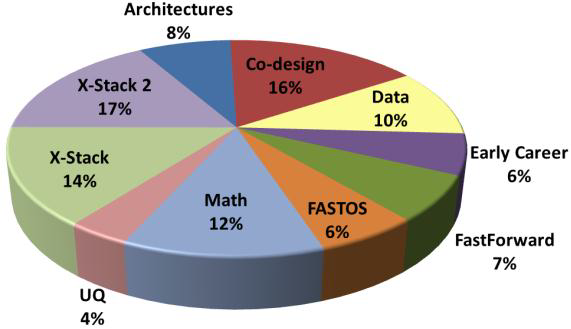 Architectures
8%
Co-design
16%
X-Stack 2
17%
Data
10%
Early Career
6%
X-Stack
14%
Math
12%
FASTOS
6%
FastForward
7%
UQ
4%